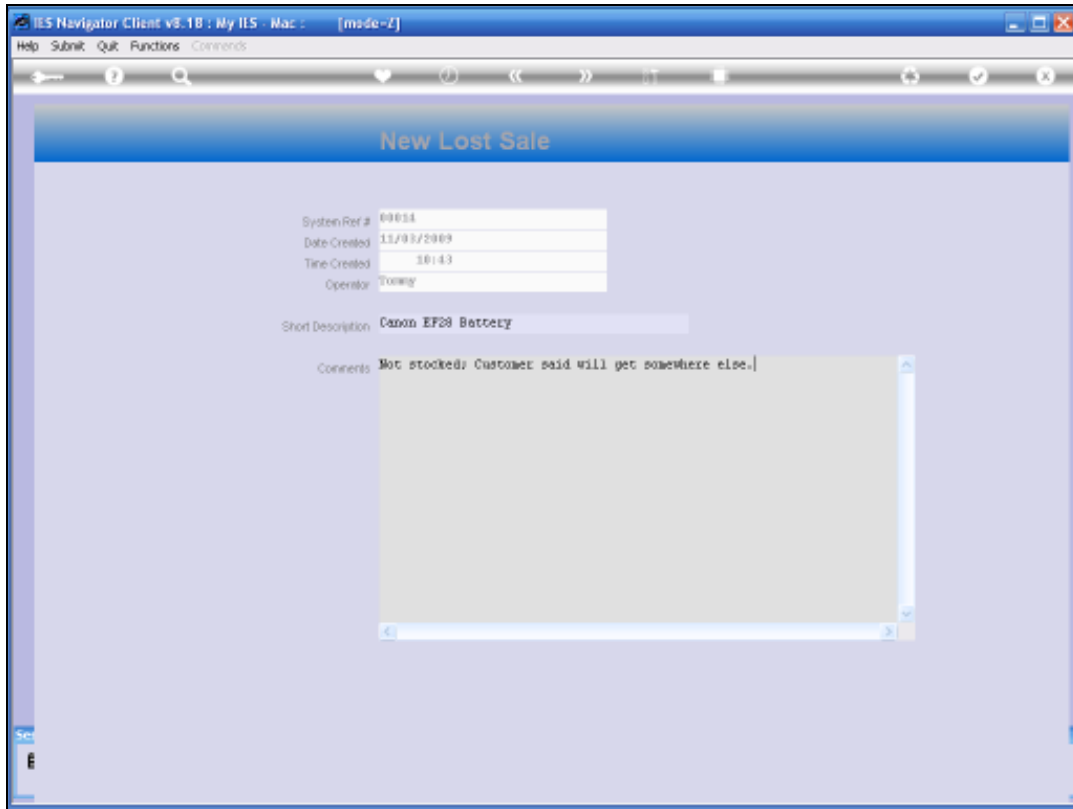 IES Navigator Client v8.1B : My IES - Mac : [mode=Z]
Help Submit Quit Functions Comments
New Lost Sale
System Ref # 00014
Date Created 11/03/2009
Time Created 10:43
Operator Tommy
Short Description Canon EF28 Battery
Comments Not stocked; Customer said will get somewhere else.